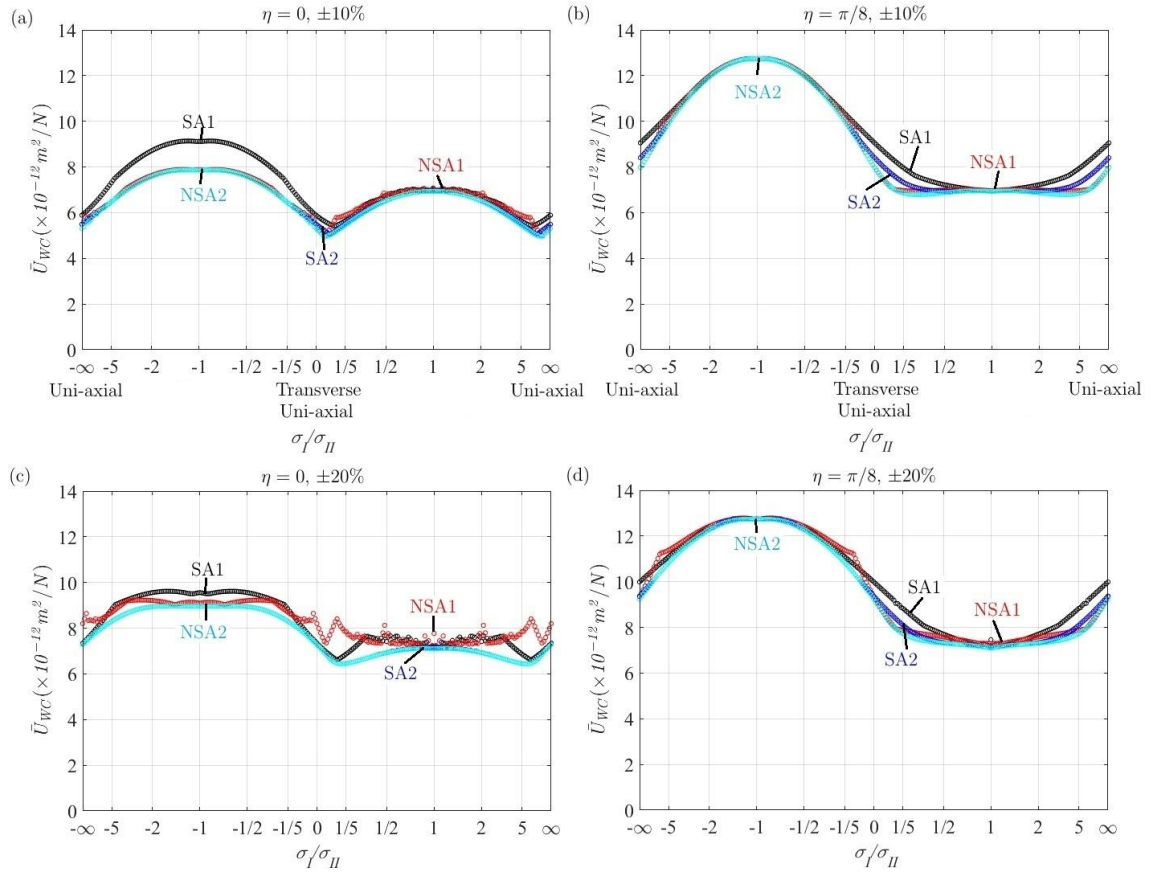 (a)
η = 0, ±10%
Ū_WC(×10⁻¹² m²/N)
14
12
10
8
6
4
2
0
SA1
NSA2
SA2
NSA1
-∞ -5 -2 -1 -1/2 -1/5 0 1/5 1 2 5 ∞
Uni-axial Transverse Uni-axial
Uni-axial
σ_I/σ_II
(b)
η = π/8, ±10%
Ū_WC(×10⁻¹² m²/N)
14
12
10
8
6
4
2
0
NSA2
SA1
NSA1
SA2
-∞ -5 -2 -1 -1/2 -1/5 0 1/5 1/2 1 2 5 ∞
Uni-axial Transverse Uni-axial
Uni-axial
σ_I/σ_II
(c)
η = 0, ±20%
Ū_WC(×10⁻¹² m²/N)
14
12
10
8
6
4
2
0
SA1
NSA2
NSA1
SA2
-∞ -5 -2 -1 -1/2 -1/5 0 1/5 1 2 5 ∞
σ_I/σ_II
(d)
η = π/8, ±20%
Ū_WC(×10⁻¹² m²/N)
14
12
10
8
6
4
2
0
NSA2
SA1
NSA1
SA2
-∞ -5 -2 -1 -1/2 -1/5 0 1/5 1/2 1 2 5 ∞
σ_I/σ_II